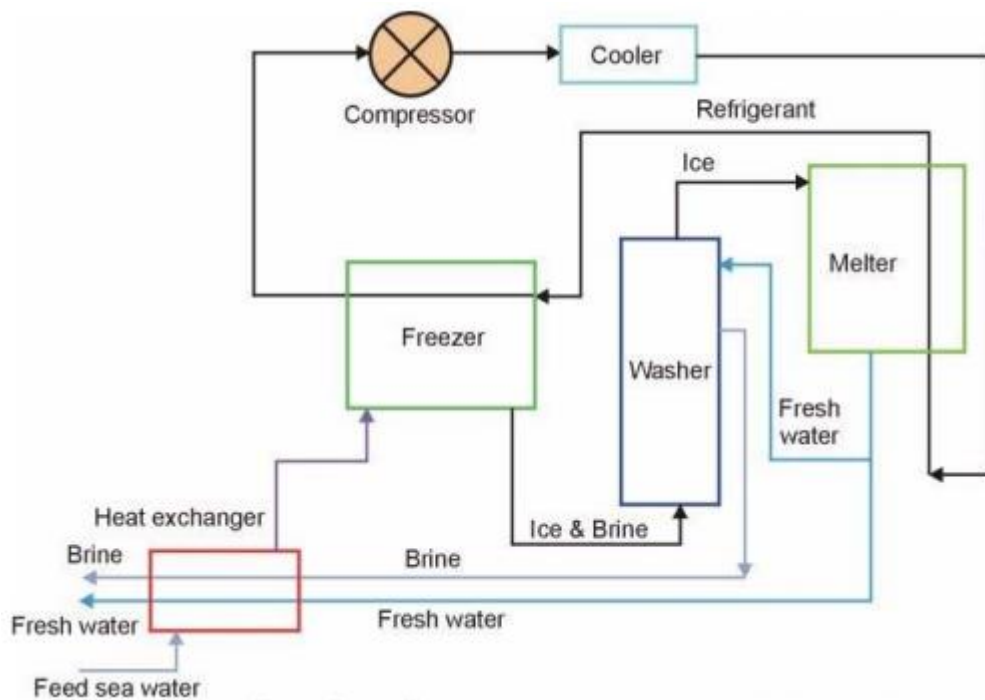 Cooler
Compressor
Refrigerant
Ice
Melter
Freezer
Washer
Fresh
water
Heat exchanger
Ice & Brine
Brine
Brine
Fresh water
Fresh water
Feed sea water